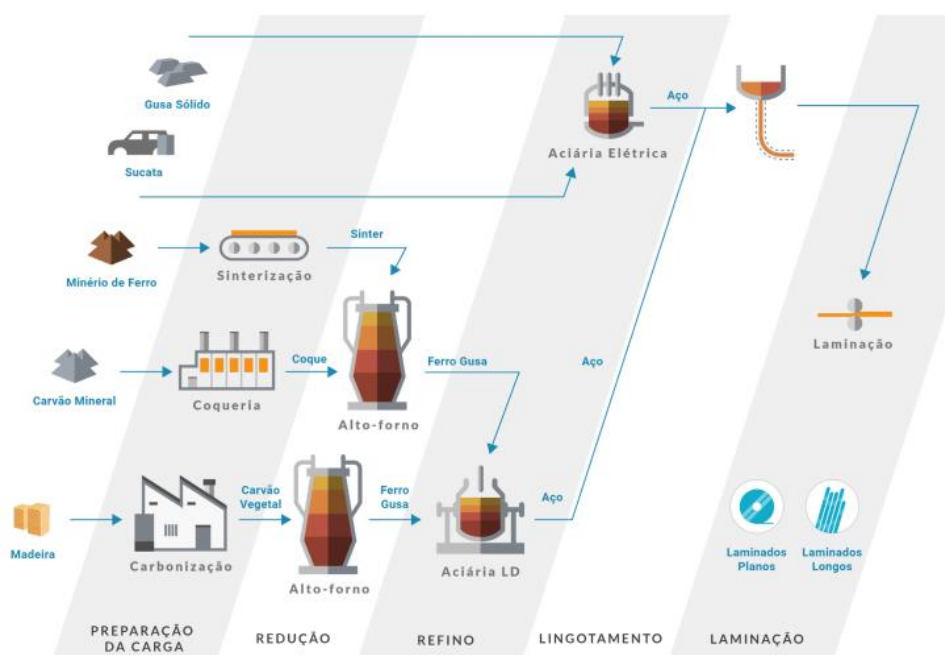 Gusa Sólido
Aço
Sucata
Aciária Elétrica
Sínter
Minério de Ferro
Sinterização
Laminação
Coque
Ferro Gusa
Aço
Carvão Mineral
Coqueria
Alto-forno
Carvão
Vegetal
Ferro
Gusa
Aço
Madeira
Carbonização
Alto-forno
Aciária LD
Laminados
Planos
Laminados
Longos
PREPARAÇÃO
DA CARGA
REDUÇÃO
REFINO
LINGOTAMENTO
LAMINAÇÃO